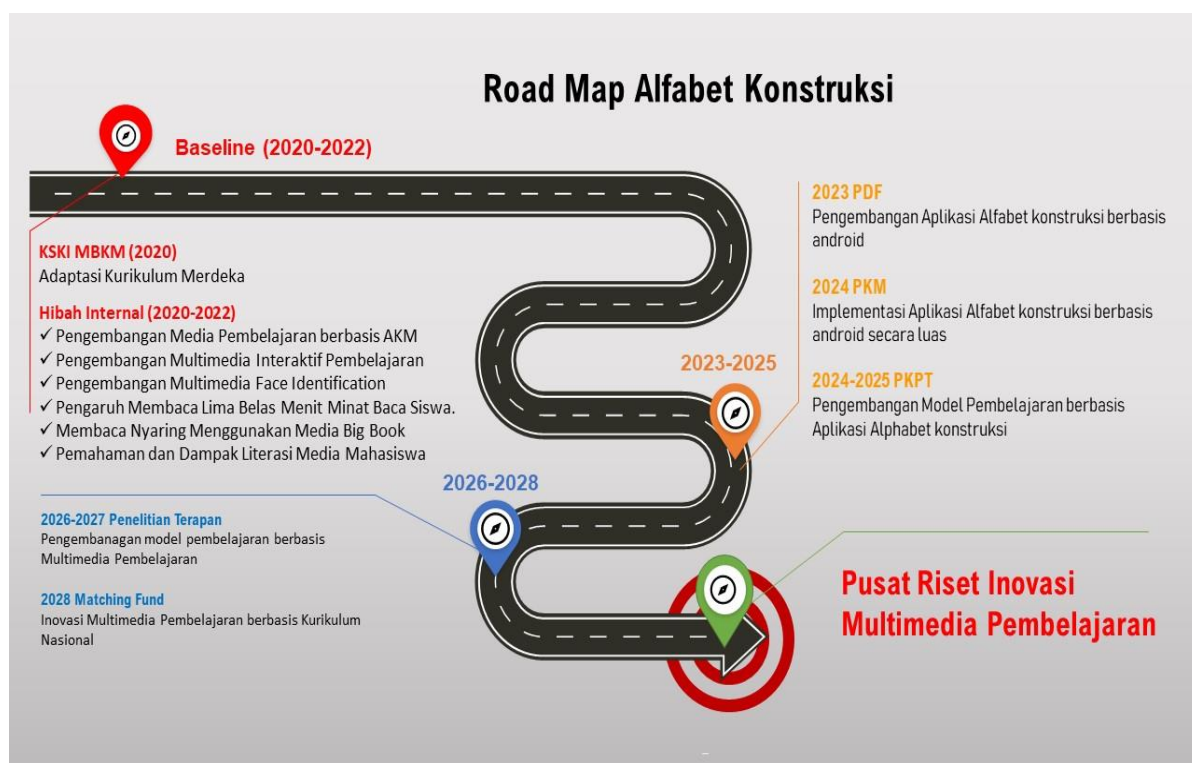 Road Map Alfabet Konstruksi
Baseline (2020-2022)
KSKI MBKM (2020)
Adaptasi Kurikulum Merdeka
Hibah Internal (2020-2022)
✓ Pengembangan Media Pembelajaran berbasis AKM
✓ Pengembangan Multimedia Interaktif Pembelajaran
✓ Pengembangan Multimedia Face Identification
✓ Pengaruh Membaca Lima Belas Menit Minat Baca Siswa.
✓ Membaca Nyaring Menggunakan Media Big Book
✓ Pemahaman dan Dampak Literasi Media Mahasiswa
2023-2025
2023 PDF
Pengembangan Aplikasi Alfabet konstruksi berbasis
android
2024 PKM
Implementasi Aplikasi Alfabet konstruksi berbasis
android secara luas
2024-2025 PKPT
Pengembangan Model Pembelajaran berbasis
Aplikasi Alphabet konstruksi
2026-2028
2026-2027 Penelitian Terapan
Pengembanagan model pembelajaran berbasis
Multimedia Pembelajaran
2028 Matching Fund
Inovasi Multimedia Pembelajaran berbasis Kurikulum
Nasional
Pusat Riset Inovasi
Multimedia Pembelajaran